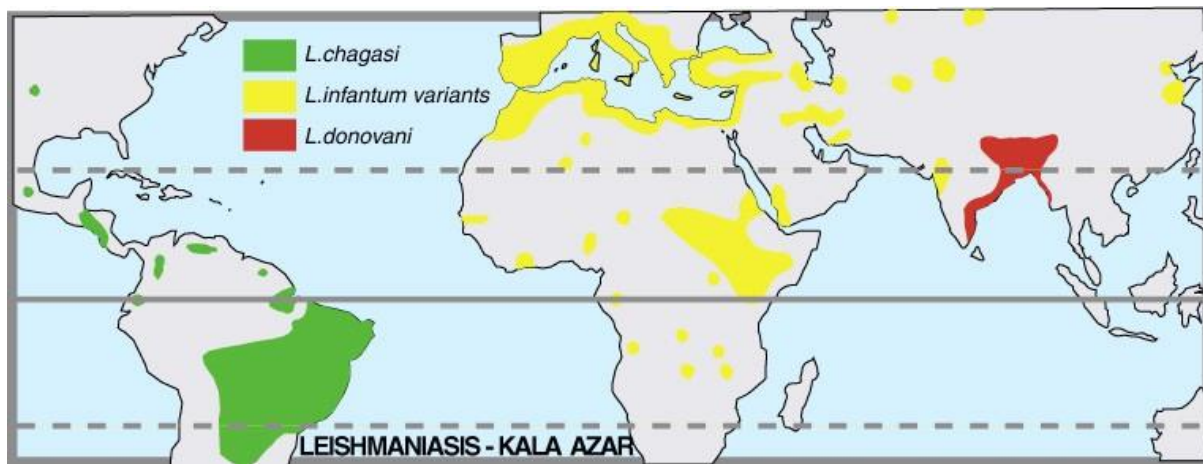 L.chagasi
L.infantum variants
L.donovani
LEISHMANIASIS - KALA AZAR